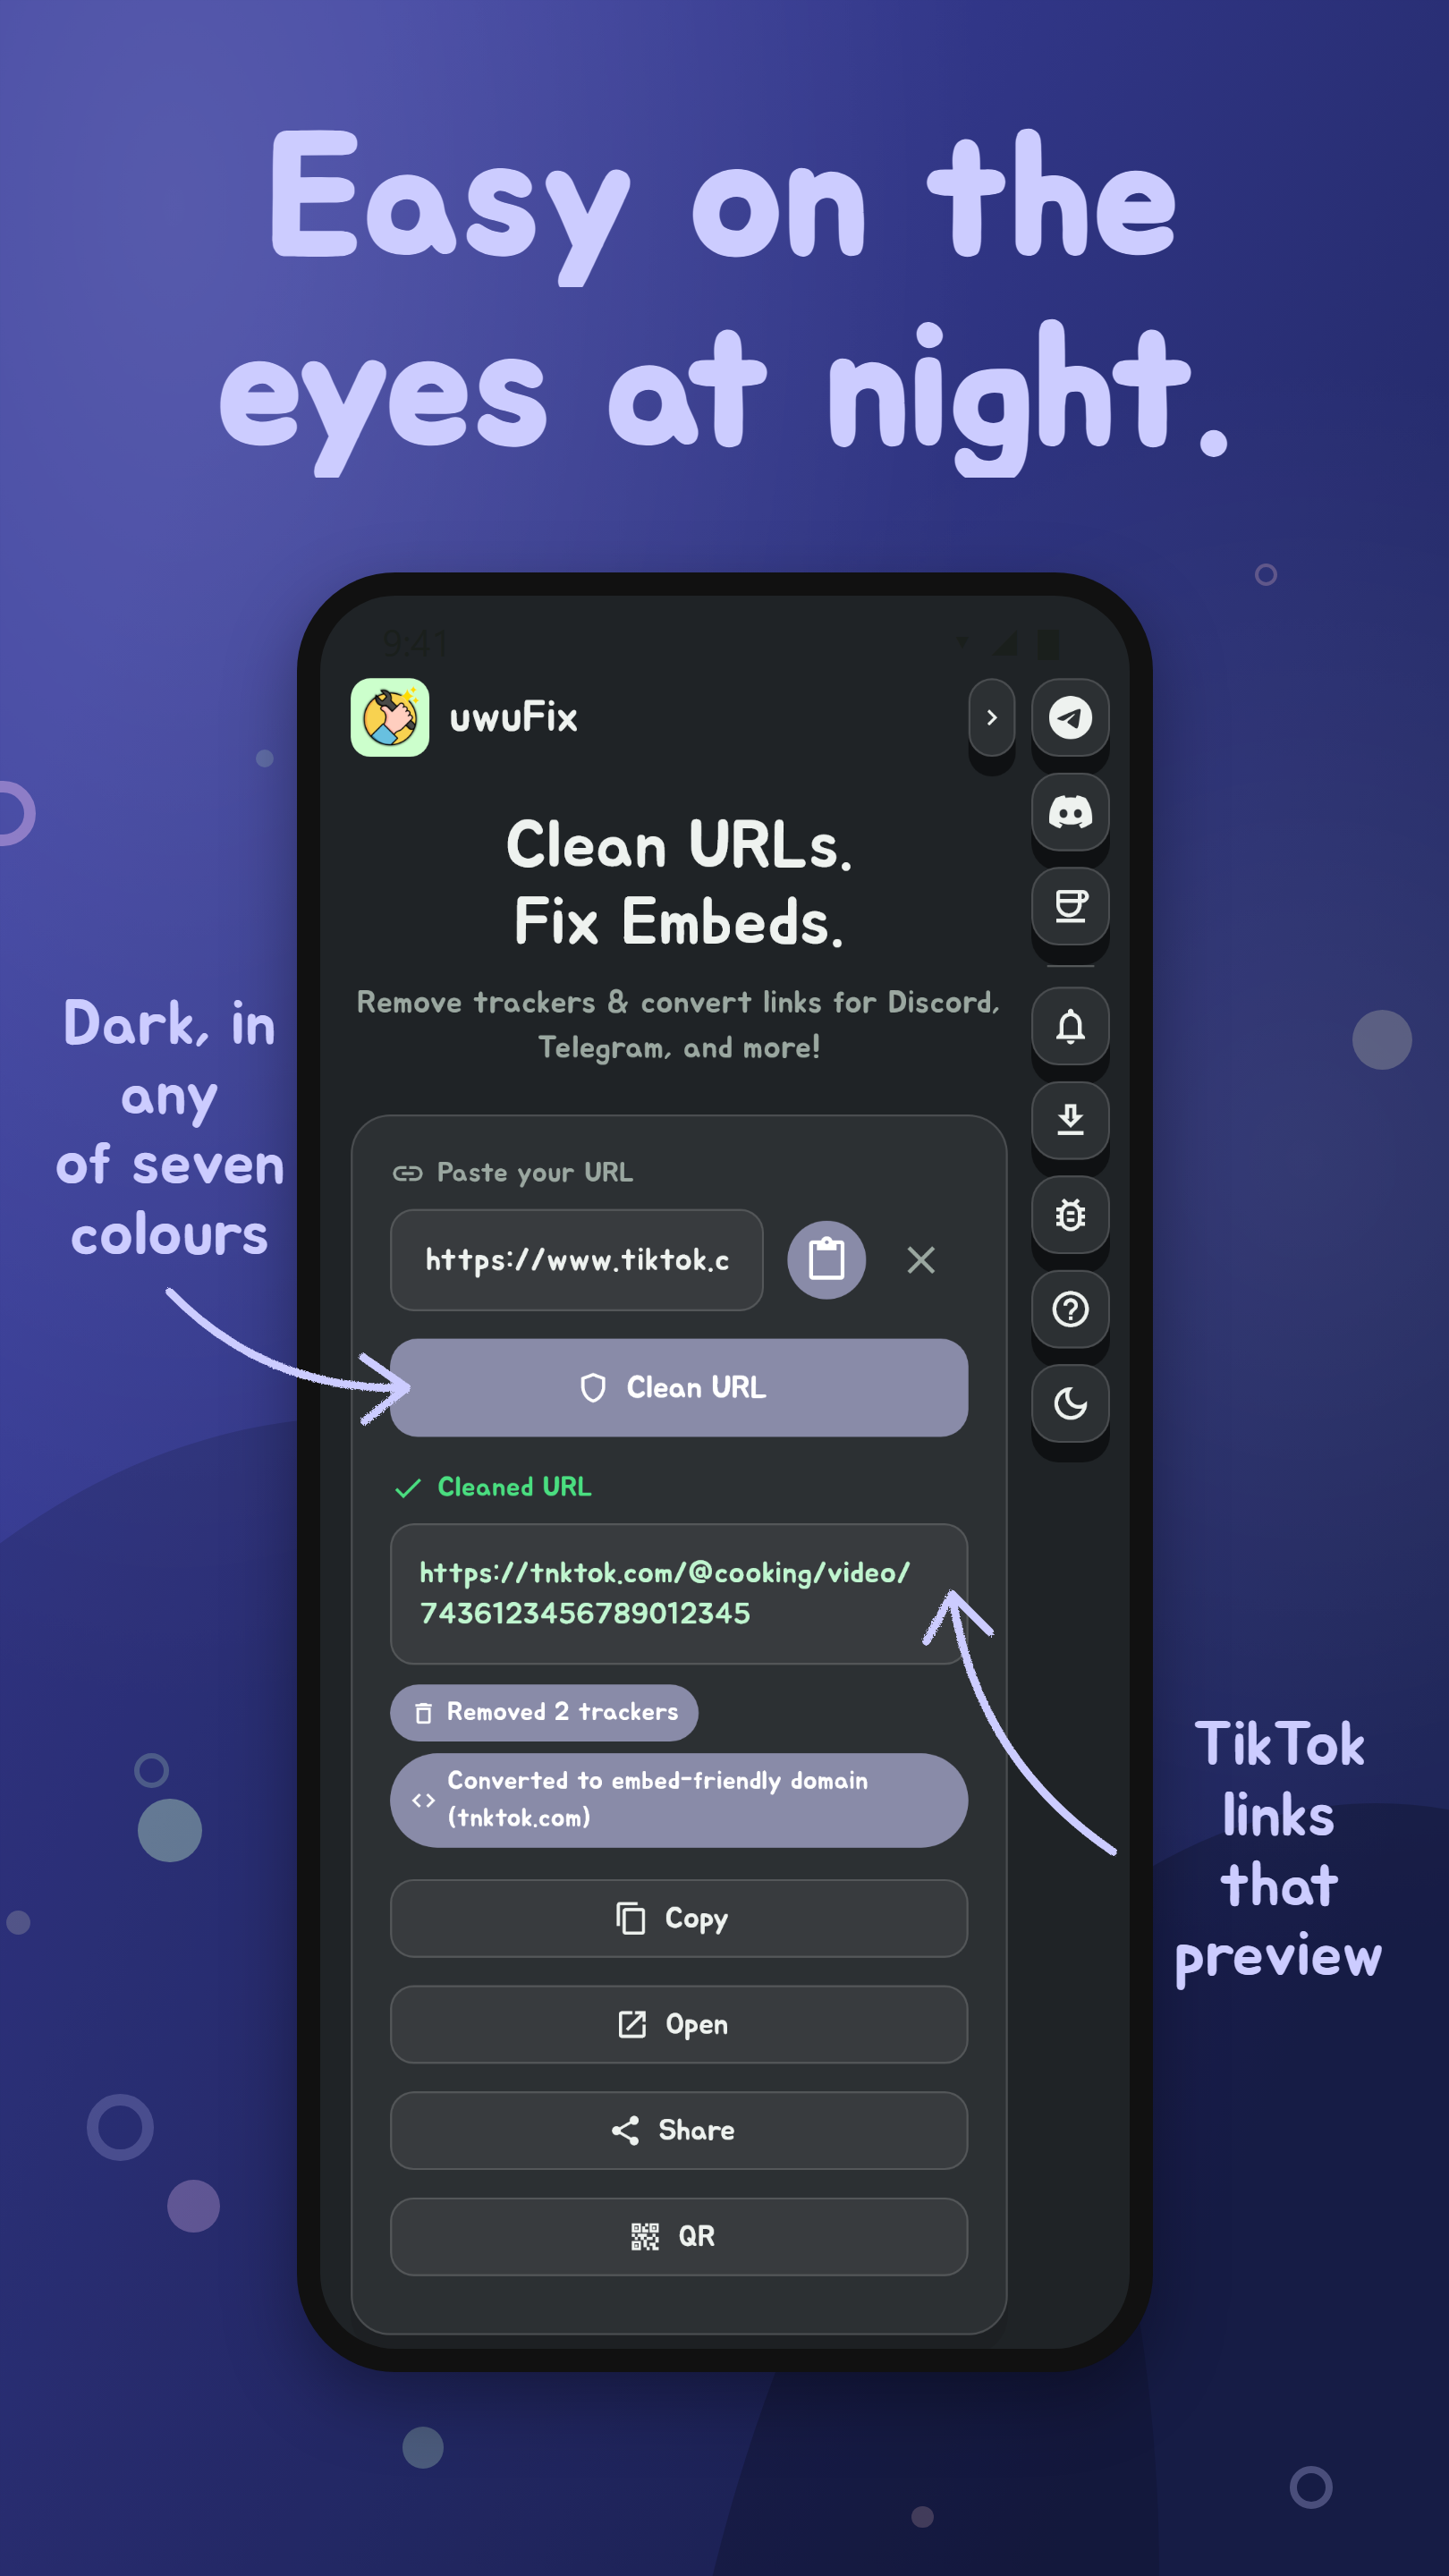 Easy on the
eyes at night.
9:41
uwuFix
Clean URLs.
Fix Embeds.
Remove trackers & convert links for Discord,
Telegram, and more!
Dark, in
any
of seven
colours
Paste your URL
https://www.tiktok.c
Clean URL
Cleaned URL
https://tnktok.com/@cooking/video/
7436123456789012345
Removed 2 trackers
Converted to embed-friendly domain
(tnktok.com)
TikTok
links
that
preview
Copy
Open
Share
QR